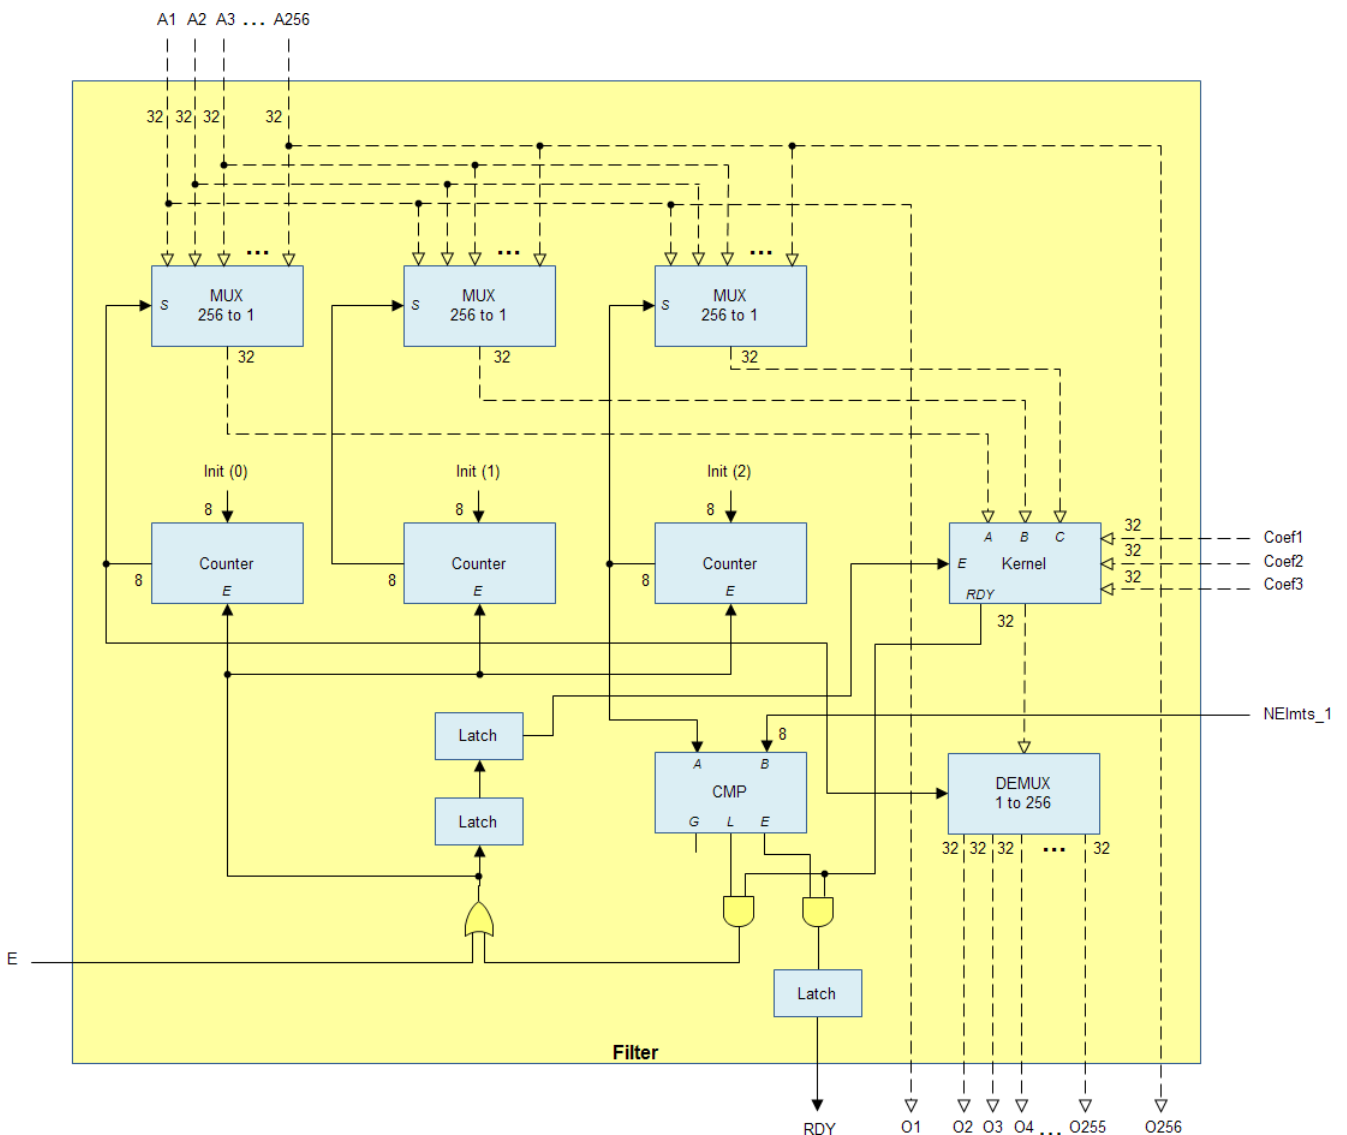 A1 A2 A3 ... A256
32 32 32 32
... ... ...
S MUX 256 to 1
S MUX 256 to 1
S MUX 256 to 1
32 32 32
Init (0) Init (1) Init (2)
8 8 8
Counter
E
8
Counter
E
8
Counter
E
8
A B C
E Kernel
RDY
32 Coef1
32 Coef2
32 Coef3
32
NElmts_1
8
Latch
Latch
A B
CMP
G L E
DEMUX
1 to 256
32 32 32 ... 32
E
Latch
Filter
RDY O1 O2 O3 O4 ... O255 O256